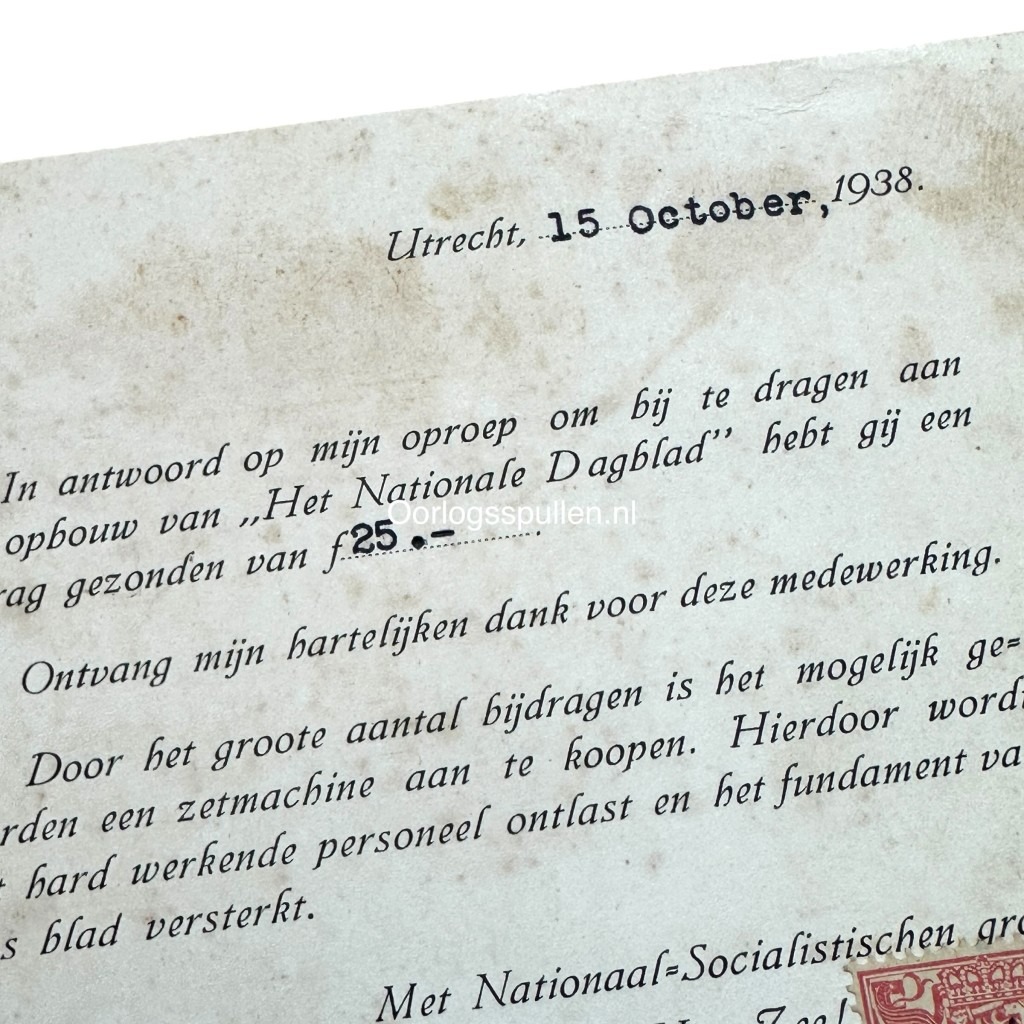 Utrecht, 15 October, 1938.
In antwoord op mijn oproep om bij te dragen aan
opbouw van „Het Nationale Dagblad” hebt gij een
rag gezonden van f 25.-
Oorlogsspullen.nl
Ontvang mijn hartelijken dank voor deze medewerking.
Door het groote aantal bijdragen is het mogelijk ge=
rden een zetmachine aan te koopen. Hierdoor word
t hard werkende personeel ontlast en het fundament va
s blad versterkt.
Met Nationaal=Socialistischen gro